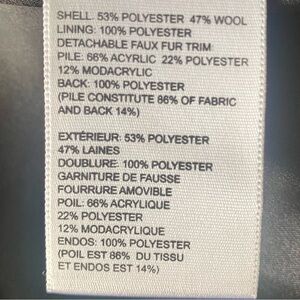 SHELL: 53% POLYESTER 47% WOOL
LINING: 100% POLYESTER
DETACHABLE FAUX FUR TRIM:
PILE: 66% ACYRLIC 22% POLYESTER
12% MODACRYLIC
BACK: 100% POLYESTER
(PILE CONSTITUTE 86% OF FABRIC
AND BACK 14%)
EXTÉRIEUR: 53% POLYESTER
47% LAINES
DOUBLURE: 100% POLYESTER
GARNITURE DE FAUSSE
FOURRURE AMOVIBLE
POIL: 66% ACRYLIQUE
22% POLYESTER
12% MODACRYLIQUE
ENDOS: 100% POLYESTER
(POIL EST 86% DU TISSU
ET ENDOS EST 14%)